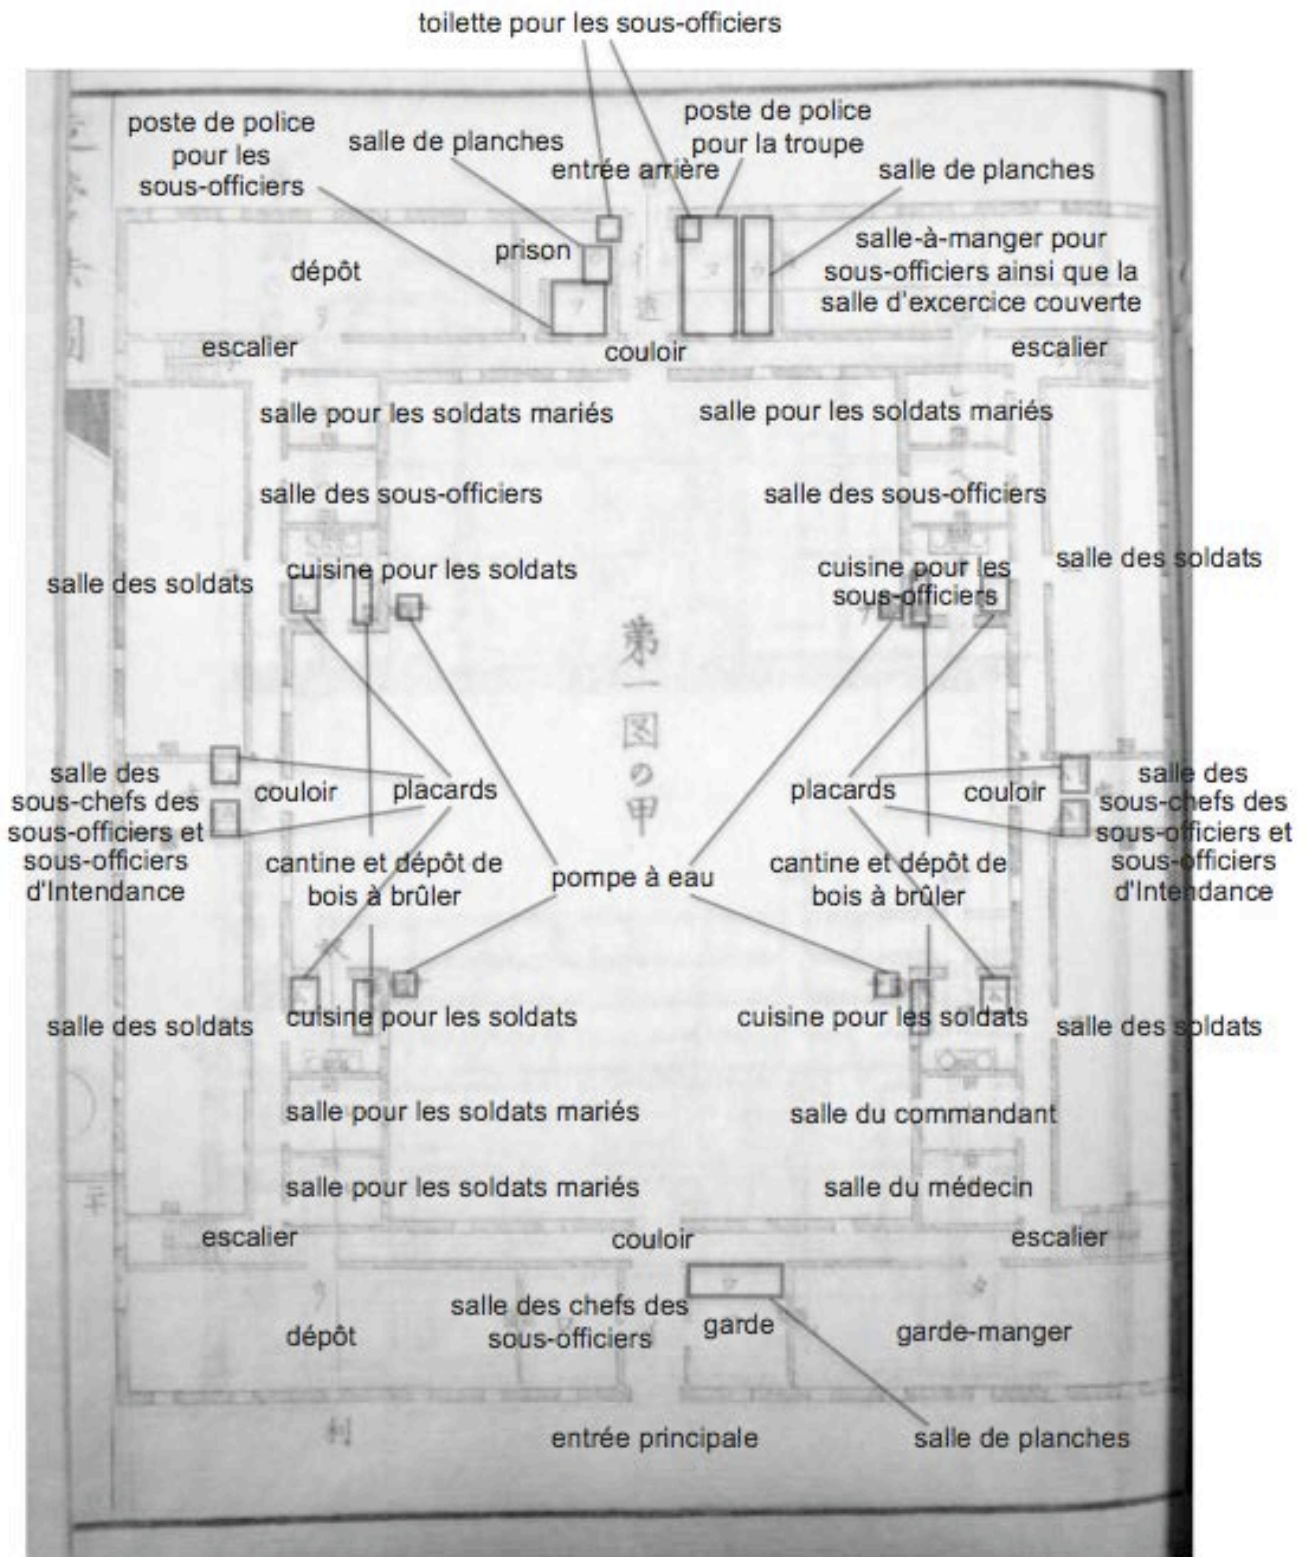 toilette pour les sous-officiers
poste de police
pour les
sous-officiers
salle de planches
entrée arrière
poste de police
pour la troupe
salle de planches
prison
dépôt
salle-à-manger pour
sous-officiers ainsi que la
salle d'excercice couverte
escalier
couloir
escalier
salle pour les soldats mariés
salle pour les soldats mariés
salle des sous-officiers
salle des sous-officiers
salle des soldats
cuisine pour les soldats
cuisine pour les
sous-officiers
salle des soldats
第一図の甲
salle des
sous-chefs des
sous-officiers et
sous-officiers
d'Intendance
couloir
placards
placards
couloir
salle des
sous-chefs des
sous-officiers et
sous-officiers
d'Intendance
cantine et dépôt de
bois à brûler
pompe à eau
cantine et dépôt de
bois à brûler
salle des soldats
cuisine pour les soldats
cuisine pour les soldats
salle des soldats
salle pour les soldats mariés
salle du commandant
salle pour les soldats mariés
salle du médecin
escalier
couloir
escalier
dépôt
salle des chefs des
sous-officiers
garde
garde-manger
entrée principale
salle de planches